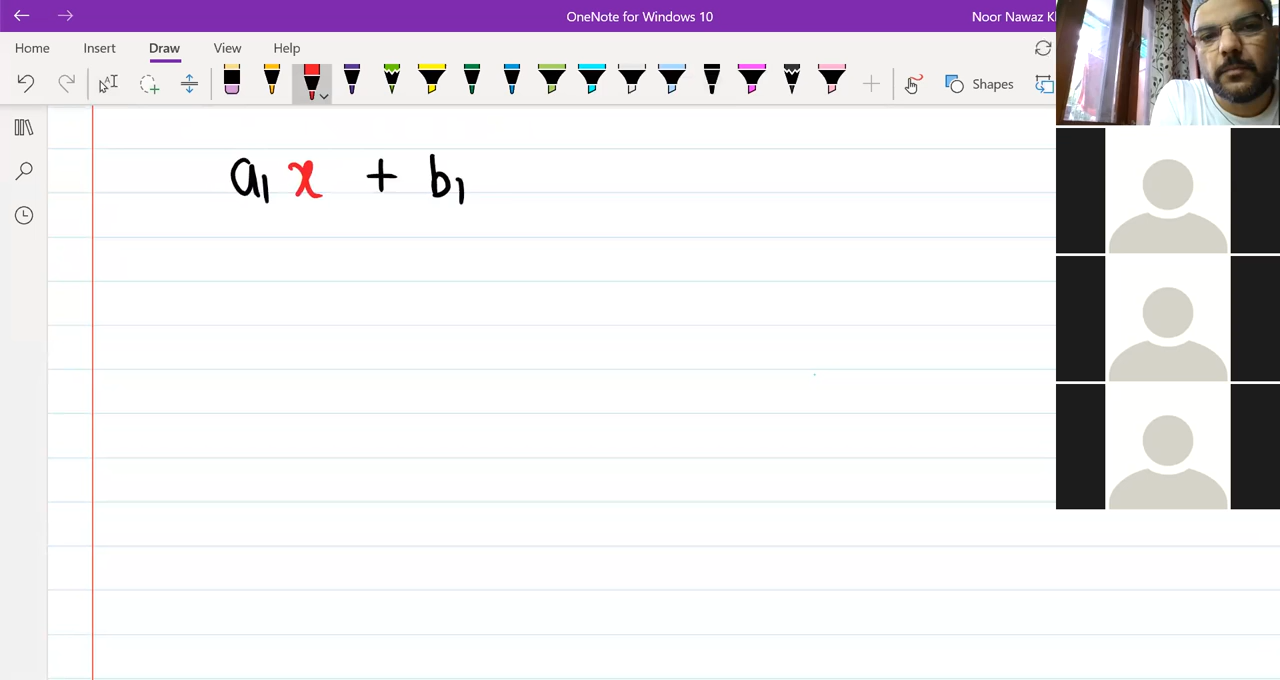 OneNote for Windows 10
Noor Nawaz
Home Insert Draw View Help
Shapes
a₁ x + b₁